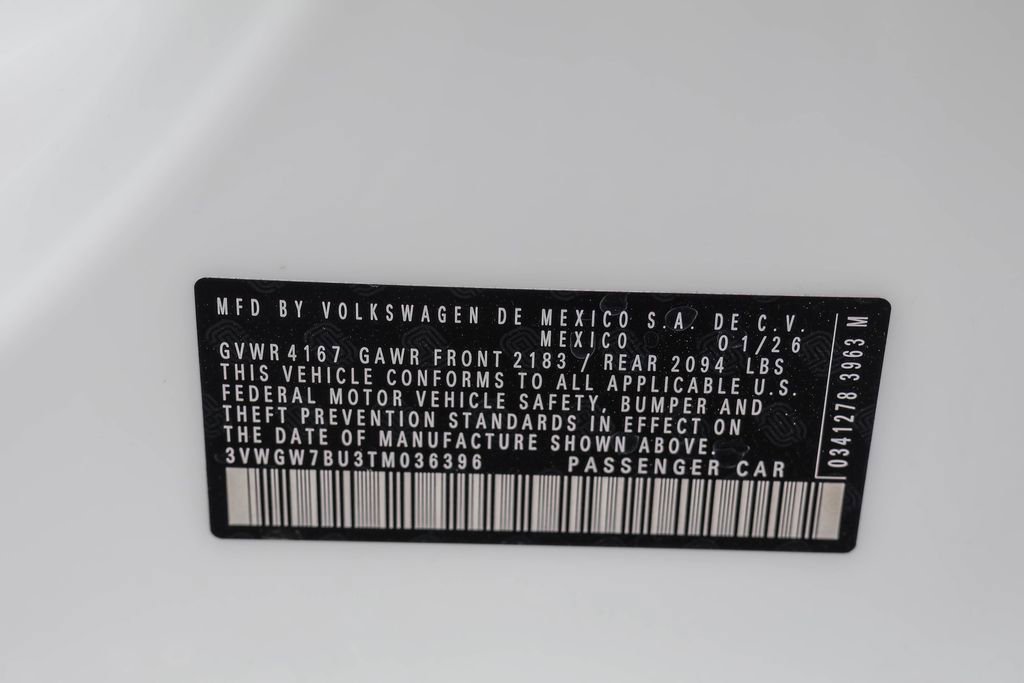 MFD BY VOLKSWAGEN DE MEXICO S.A. DE C.V.
MEXICO 01/26
GVWR 4167 GAWR FRONT 2183 / REAR 2094 LBS
THIS VEHICLE CONFORMS TO ALL APPLICABLE U.S.
FEDERAL MOTOR VEHICLE SAFETY, BUMPER AND
THEFT PREVENTION STANDARDS IN EFFECT ON
THE DATE OF MANUFACTURE SHOWN ABOVE.
3VWGW7BU3TM036396 PASSENGER CAR
0341278 3963 M